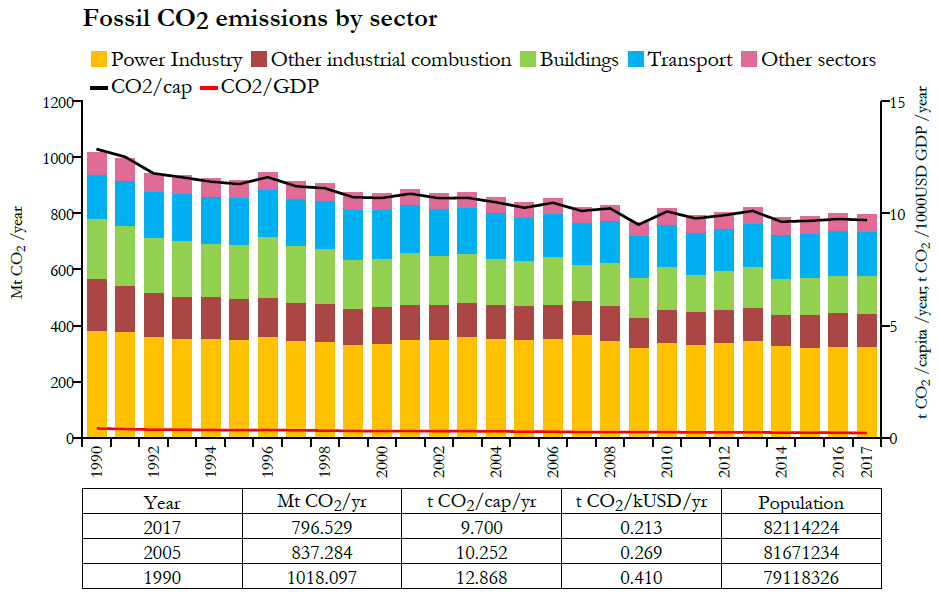 Fossil CO2 emissions by sector
Power Industry Other industrial combustion Buildings Transport Other sectors
CO2/cap CO2/GDP
Mt CO2 /year
1200
1000
800
600
400
200
0
15
10
5
0
t CO2 /capita /year, t CO2 /1000USD GDP /year
1990 1992 1994 1996 1998 2000 2002 2004 2006 2008 2010 2012 2014 2016 2017
Year Mt CO2/yr t CO2/cap/yr t CO2/kUSD/yr Population
2017 796.529 9.700 0.213 82114224
2005 837.284 10.252 0.269 81671234
1990 1018.097 12.868 0.410 79118326